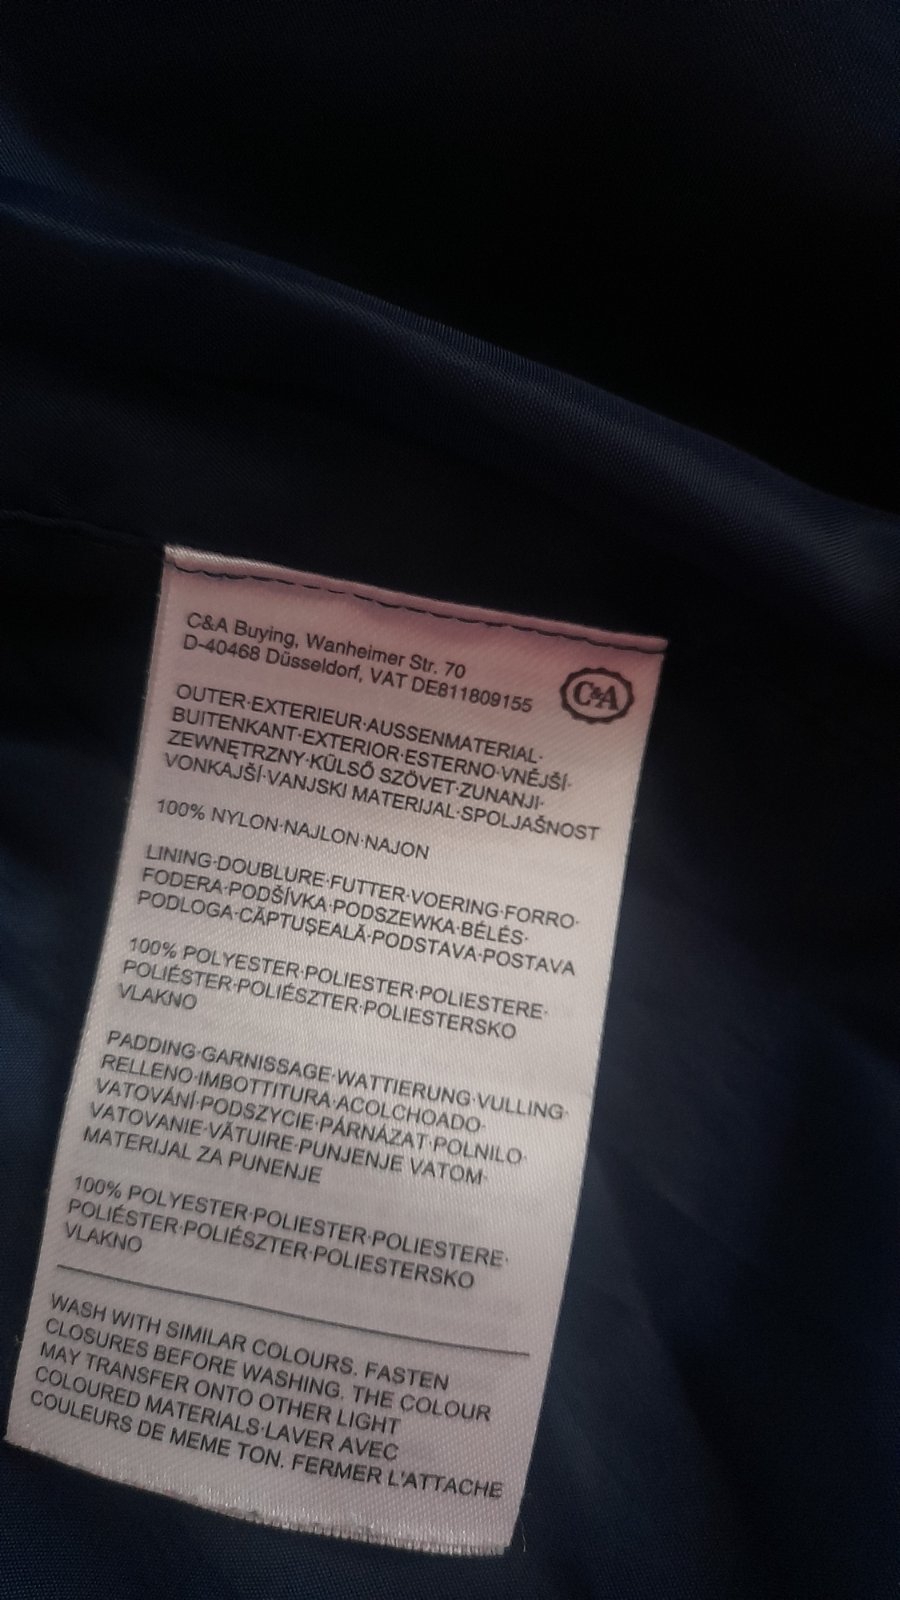 C&A Buying, Wanheimer Str. 70
D-40468 Düsseldorf, VAT DE811809155
C&A
OUTER·EXTERIEUR·AUSSENMATERIAL·
BUITENKANT·EXTERIOR·ESTERNO·VNĚJŠÍ·
ZEWNĘTRZNY·KÜLSŐ SZÖVET·ZUNANJI·
VONKAJŠÍ·VANJSKI MATERIJAL·SPOLJAŠNOST
100% NYLON·NAJLON·NAJON
LINING·DOUBLURE·FUTTER·VOERING·FORRO·
FODERA·PODŠÍVKA·PODSZEWKA·BÉLÉS·
PODLOGA·CĂPTUŞEALĂ·PODSTAVA·POSTAVA
100% POLYESTER·POLIESTER·POLIESTERE·
POLIÉSTER·POLIÉSZTER·POLIESTERSKO
VLAKNO
PADDING·GARNISSAGE·WATTIERUNG·VULLING·
RELLENO·IMBOTTITURA·ACOLCHOADO·
VATOVÁNÍ·PODSZYCIE·PÁRNÁZAT·POLNILO·
VATOVANIE·VĂTUIRE·PUNJENJE VATOM·
MATERIJAL ZA PUNENJE
100% POLYESTER·POLIESTER·POLIESTERE·
POLIÉSTER·POLIÉSZTER·POLIESTERSKO
VLAKNO
WASH WITH SIMILAR COLOURS. FASTEN
CLOSURES BEFORE WASHING. THE COLOUR
MAY TRANSFER ONTO OTHER LIGHT
COLOURED MATERIALS·LAVER AVEC
COULEURS DE MEME TON. FERMER L'ATTACHE